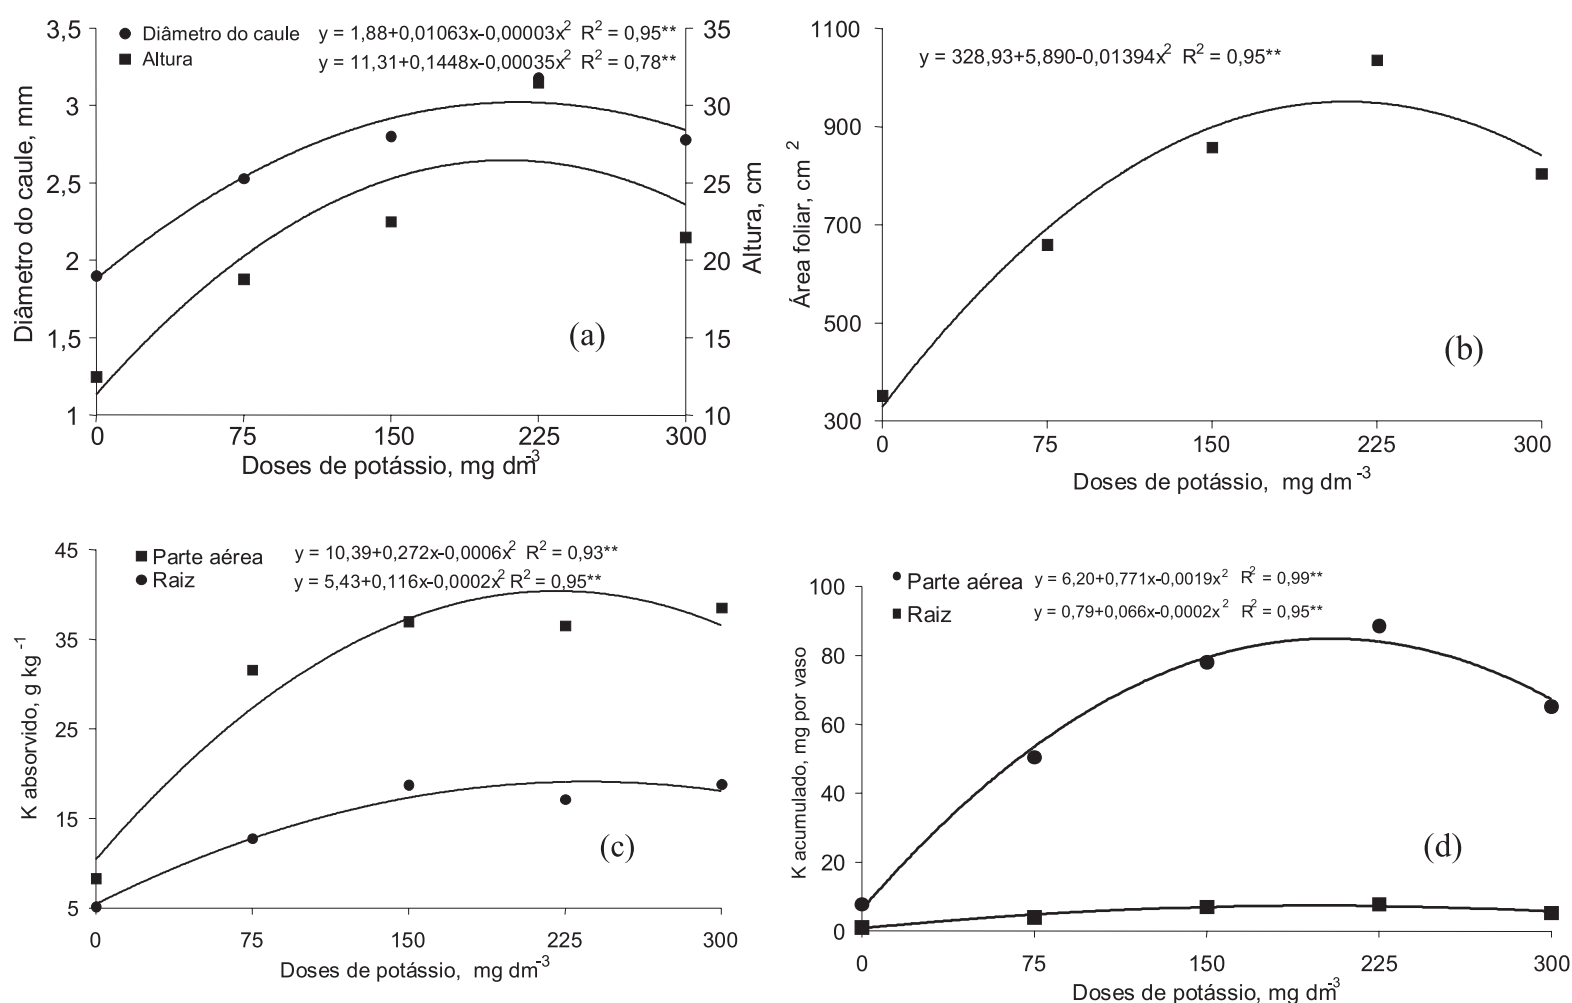 Diâmetro do caule y = 1,88+0,01063x-0,00003x² R² = 0,95**
Altura y = 11,31+0,1448x-0,00035x² R² = 0,78**
3,5
3
2,5
2
1,5
1
Diâmetro do caule, mm
35
30
25
20
15
10
Altura, cm
(a)
0 75 150 225 300
Doses de potássio, mg dm⁻³
y = 328,93+5,890-0,01394x² R² = 0,95**
1100
900
700
500
300
Área foliar, cm²
(b)
0 75 150 225 300
Doses de potássio, mg dm⁻³
Parte aérea y = 10,39+0,272x-0,0006x² R² = 0,93**
Raiz y = 5,43+0,116x-0,0002x² R² = 0,95**
45
35
25
15
5
K absorvido, g kg⁻¹
(c)
0 75 150 225 300
Doses de potássio, mg dm⁻³
Parte aérea y = 6,20+0,771x-0,0019x² R² = 0,99**
Raiz y = 0,79+0,066x-0,0002x² R² = 0,95**
100
80
60
40
20
0
K acumulado, mg por vaso
(d)
0 75 150 225 300
Doses de potássio, mg dm⁻³